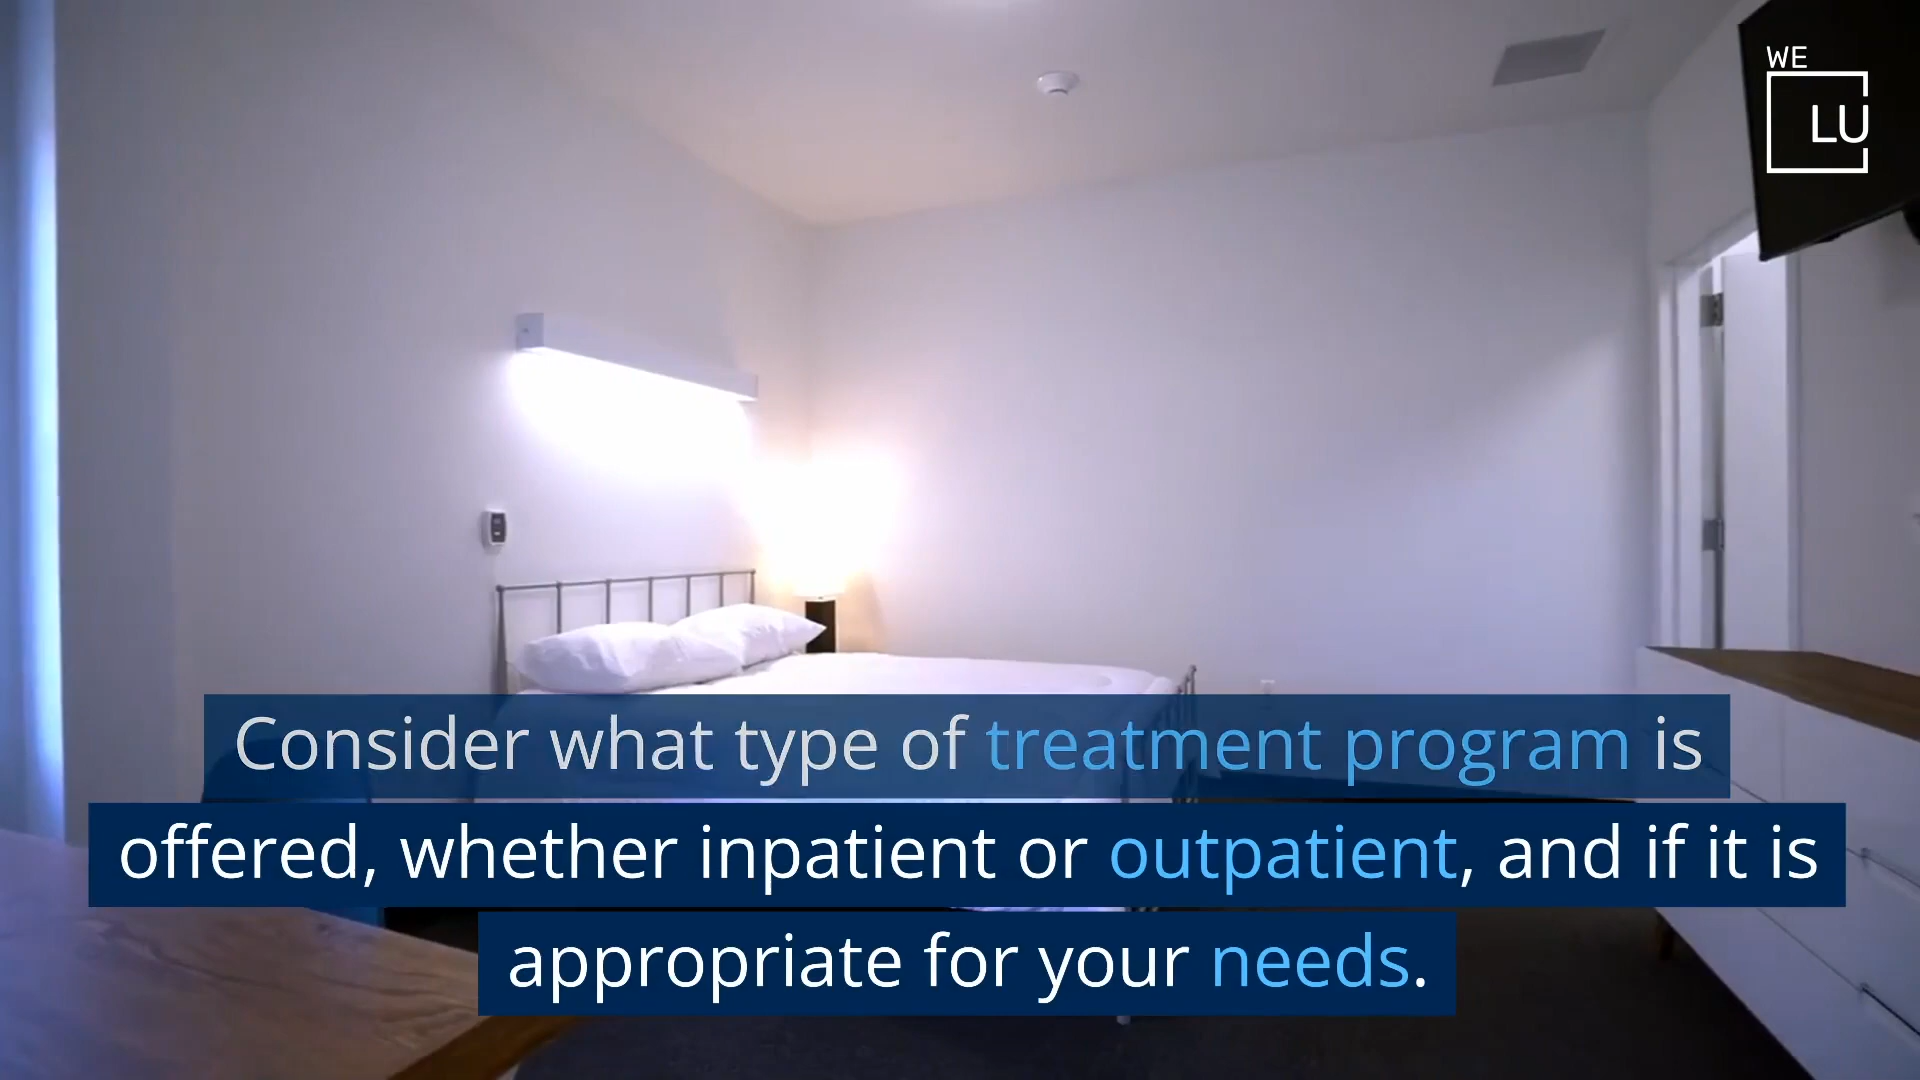 WE
LU
Consider what type of treatment program is
offered, whether inpatient or outpatient, and if it is
appropriate for your needs.